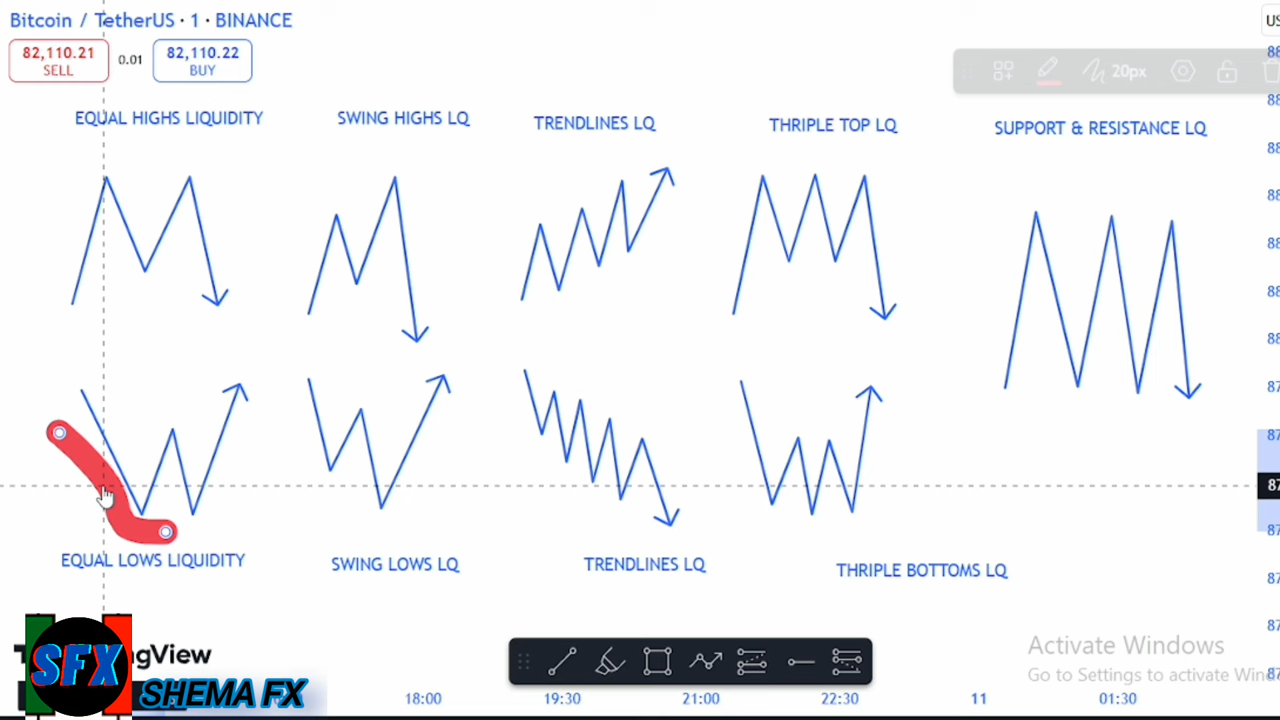 Bitcoin / TetherUS · 1 · BINANCE
82,110.21
SELL
0.01
82,110.22
BUY
20px
EQUAL HIGHS LIQUIDITY
SWING HIGHS LQ
TRENDLINES LQ
THRIPLE TOP LQ
SUPPORT & RESISTANCE LQ
EQUAL LOWS LIQUIDITY
SWING LOWS LQ
TRENDLINES LQ
THRIPLE BOTTOMS LQ
Activate Windows
Go to Settings to activate
SFX
SHEMA FX
18:00
19:30
21:00
22:30
11
01:30